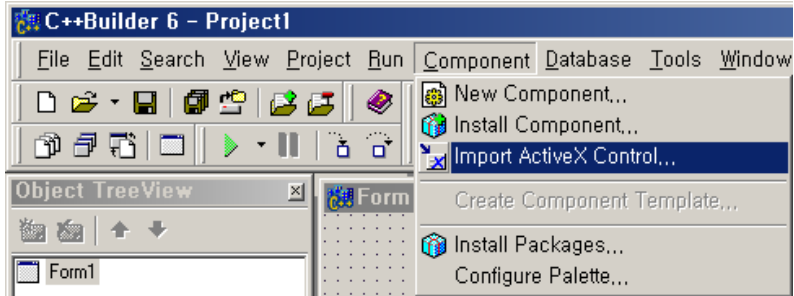 C++Builder 6 - Project1
File Edit Search View Project Run Component Database Tools Window
New Component...
Install Component...
Import ActiveX Control...
Object TreeView
Form
Create Component Template...
Install Packages...
Form1
Configure Palette...